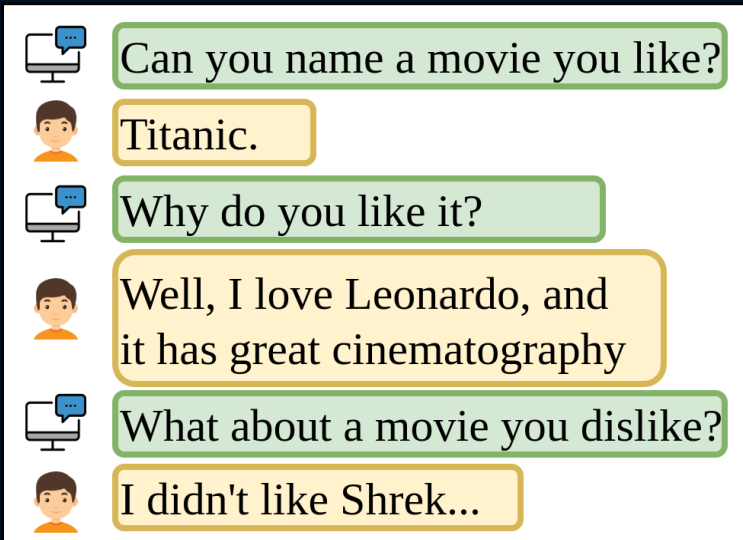 Can you name a movie you like?
Titanic.
Why do you like it?
Well, I love Leonardo, and
it has great cinematography
What about a movie you dislike?
I didn't like Shrek...